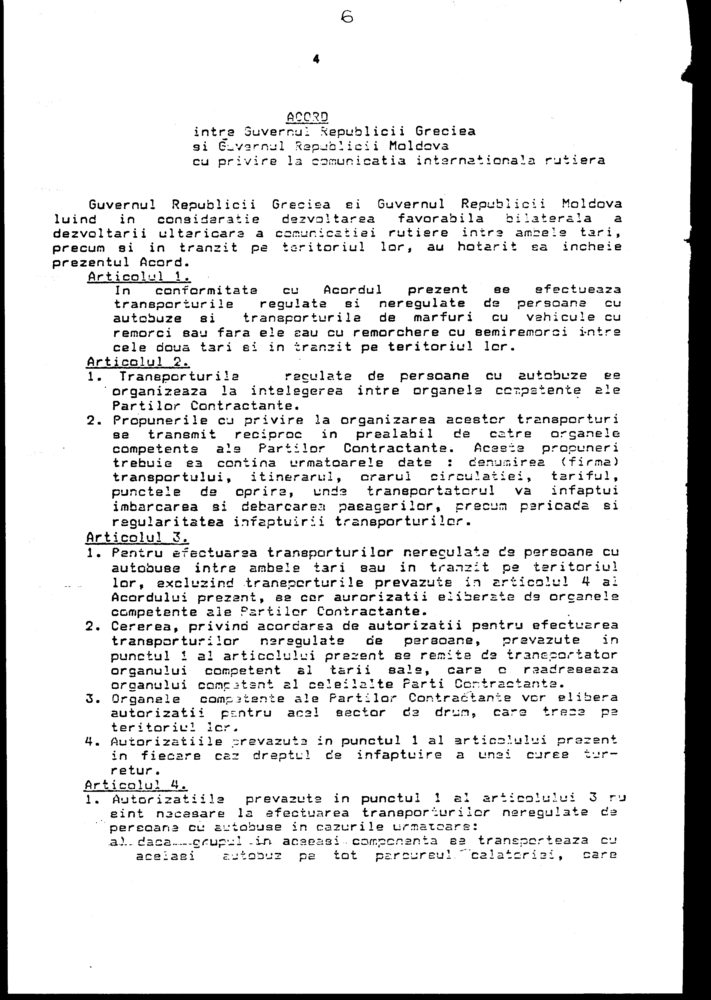 6
4
ACORD
intre Guvernul Republicii Greciea
si Guvernul Republicii Moldova
cu privire la comunicatia internationala rutiera
Guvernul Republicii Greciea si Guvernul Republicii Moldova
luind in consideratie dezvoltarea favorabila bilaterala a
dezvoltarii ulterioare a comunicatiei rutiere intre ambele tari,
precum si in tranzit pe teritoriul lor, au hotarit sa incheie
prezentul Acord.
Articolul 1.
In conformitate cu Acordul prezent se efectueaza
transporturile regulate si neregulate de persoane cu
autobuze si transporturile de marfuri cu vehicule cu
remorci sau fara ele sau cu remorchere cu semiremorci intre
cele doua tari si in tranzit pe teritoriul lor.
Articolul 2.
1. Transporturile regulate de persoane cu autobuze se
organizeaza la intelegerea intre organele competente ale
Partilor Contractante.
2. Propunerile cu privire la organizarea acestor transporturi
se transmit reciproc in prealabil de catre organele
competente ale Partilor Contractante. Aceste propuneri
trebuie sa contina urmatoarele date : denumirea (firma)
transportului, itinerarul, orarul circulatiei, tariful,
punctele de oprire, unde transportatorul va infaptui
imbarcarea si debarcarea pasagerilor, precum perioada si
regularitatea infaptuirii transporturilor.
Articolul 3.
1. Pentru efectuarea transporturilor neregulate de persoane cu
autobuse intre ambele tari sau in tranzit pe teritoriul
lor, excluzind transporturile prevazute in articolul 4 al
Acordului prezent, se cer aurorizatii eliberate de organele
competente ale Partilor Contractante.
2. Cererea, privind acordarea de autorizatii pentru efectuarea
transporturilor neregulate de persoane, prevazute in
punctul 1 al articolului prezent se remite de transportator
organului competent al tarii sale, care o readreseaza
organului competent al celeilalte Parti Contractante.
3. Organele competente ale Partilor Contractante vor elibera
autorizatii pentru acel sector de drum, care trece pe
teritoriul lor.
4. Autorizatiile prevazute in punctul 1 al articolului prezent
in fiecare caz dreptul de infaptuire a unei curse tur-
retur.
Articolul 4.
1. Autorizatiile prevazute in punctul 1 al articolului 3 nu
sint necesare la efectuarea transporturilor neregulate de
persoane cu autobuse in cazurile urmatoare:
a) daca grupul in aceeasi componenta se transporteaza cu
acelasi autobuz pe tot parcursul calatoriei, care